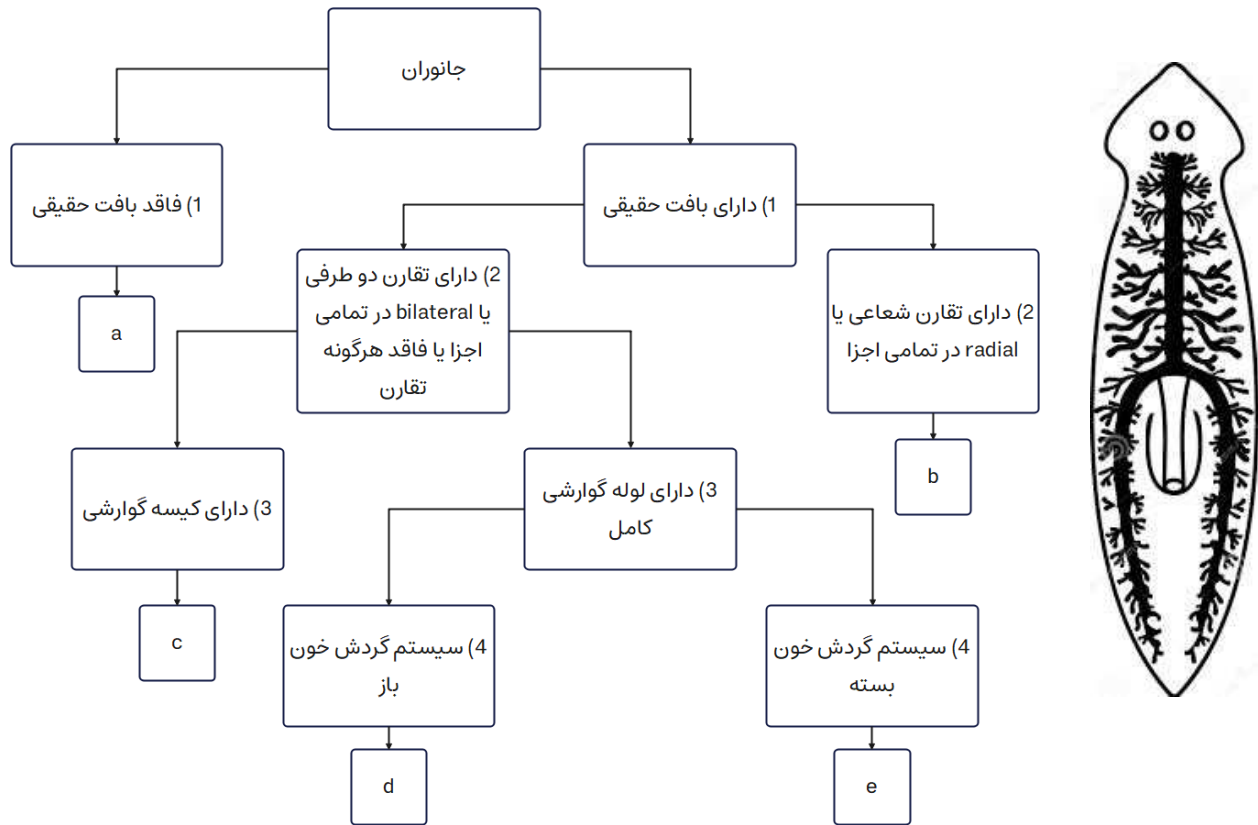 جانوران
1) فاقد بافت حقیقی
1) دارای بافت حقیقی
a
2) دارای تقارن دو طرفی
یا bilateral در تمامی
اجزا یا فاقد هرگونه
تقارن
2) دارای تقارن شعاعی یا
radial در تمامی اجزا
b
3) دارای کیسه گوارشی
3) دارای لوله گوارشی
کامل
c
4) سیستم گردش خون
باز
4) سیستم گردش خون
بسته
d
e